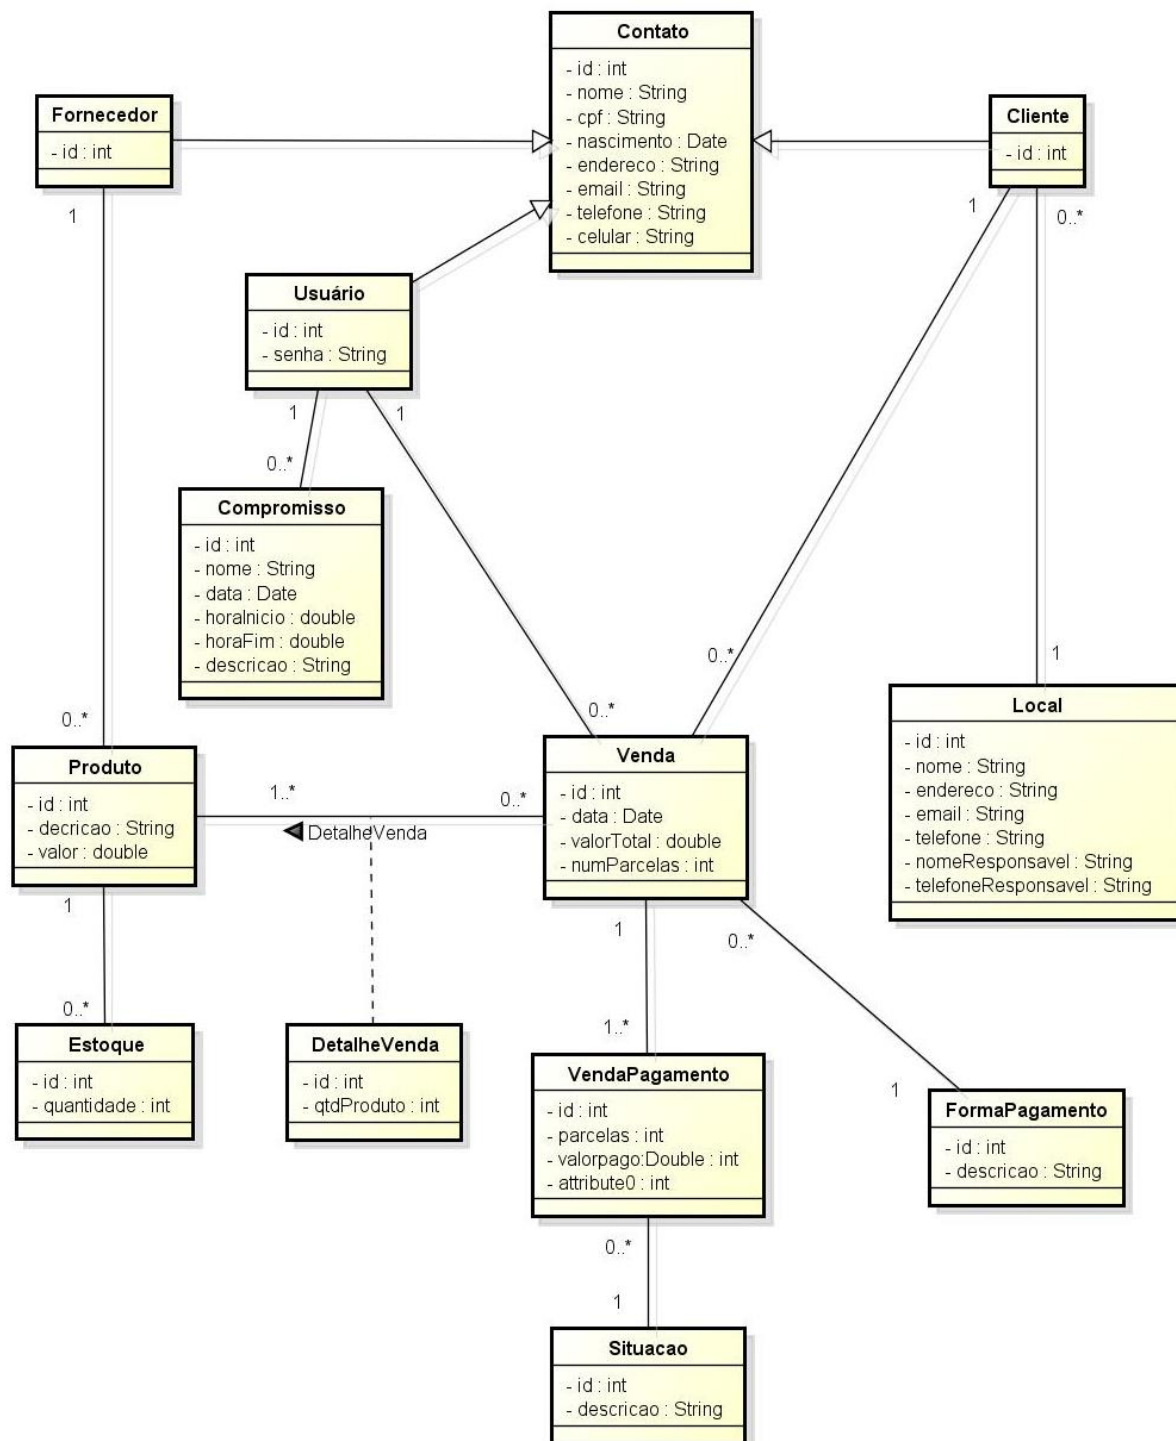 Contato
- id : int
- nome : String
- cpf : String
- nascimento : Date
- endereco : String
- email : String
- telefone : String
- celular : String
Fornecedor
- id : int
1
Cliente
- id : int
1
0..*
Usuário
- id : int
- senha : String
1
1
0..*
Compromisso
- id : int
- nome : String
- data : Date
- horaInicio : double
- horaFim : double
- descricao : String
0..*
1
Local
- id : int
- nome : String
- endereco : String
- email : String
- telefone : String
- nomeResponsavel : String
- telefoneResponsavel : String
0..*
0..*
Produto
- id : int
- decricao : String
- valor : double
1..*
0..*
DetalheVenda
Venda
- id : int
- data : Date
- valorTotal : double
- numParcelas : int
1
1
0..*
0..*
1..*
Estoque
- id : int
- quantidade : int
DetalheVenda
- id : int
- qtdProduto : int
VendaPagamento
- id : int
- parcelas : int
- valorpago:Double : int
- attribute0 : int
1
FormaPagamento
- id : int
- descricao : String
0..*
1
Situacao
- id : int
- descricao : String